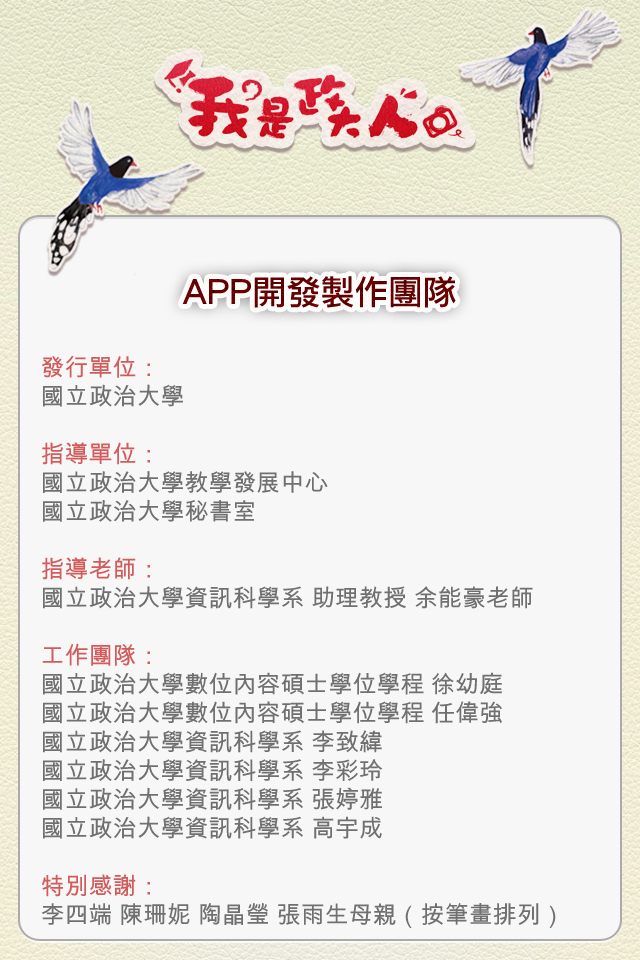 我是政大人
APP開發製作團隊
發行單位：
國立政治大學
指導單位：
國立政治大學教學發展中心
國立政治大學秘書室
指導老師：
國立政治大學資訊科學系 助理教授 余能豪老師
工作團隊：
國立政治大學數位內容碩士學位學程 徐幼庭
國立政治大學數位內容碩士學位學程 任偉強
國立政治大學資訊科學系 李致緯
國立政治大學資訊科學系 李彩玲
國立政治大學資訊科學系 張婷雅
國立政治大學資訊科學系 高宇成
特別感謝：
李四端 陳珊妮 陶晶瑩 張雨生母親（按筆畫排列）